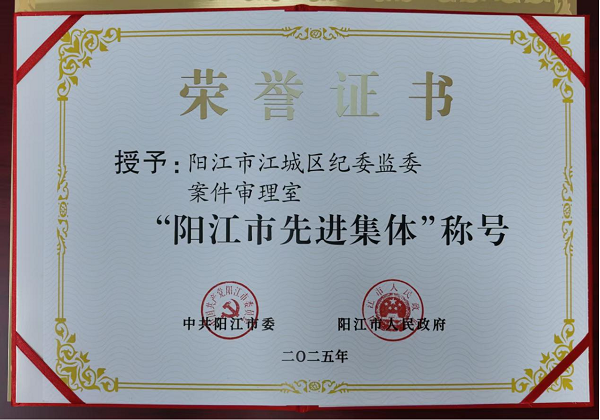 荣誉证书
授予：阳江市江城区纪委监委
案件审理室
“阳江市先进集体”称号
中共阳江市委
阳江市人民政府
二〇二五年